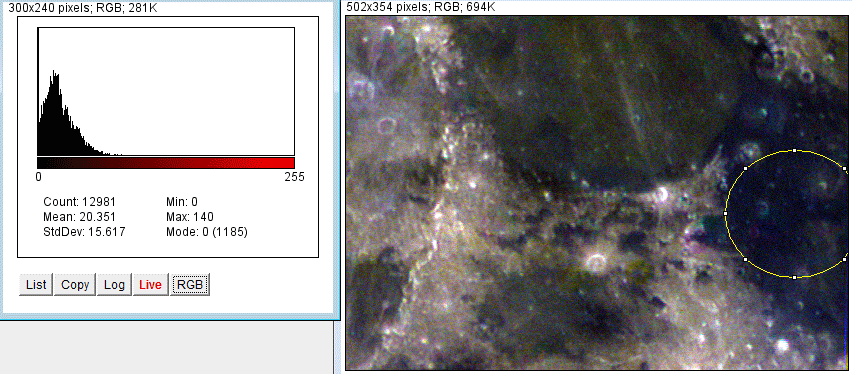 300x240 pixels; RGB; 281K
502x354 pixels; RGB; 694K
0 255
Count: 12981 Min: 0
Mean: 20.351 Max: 140
StdDev: 15.617 Mode: 0 (1185)
List Copy Log Live RGB